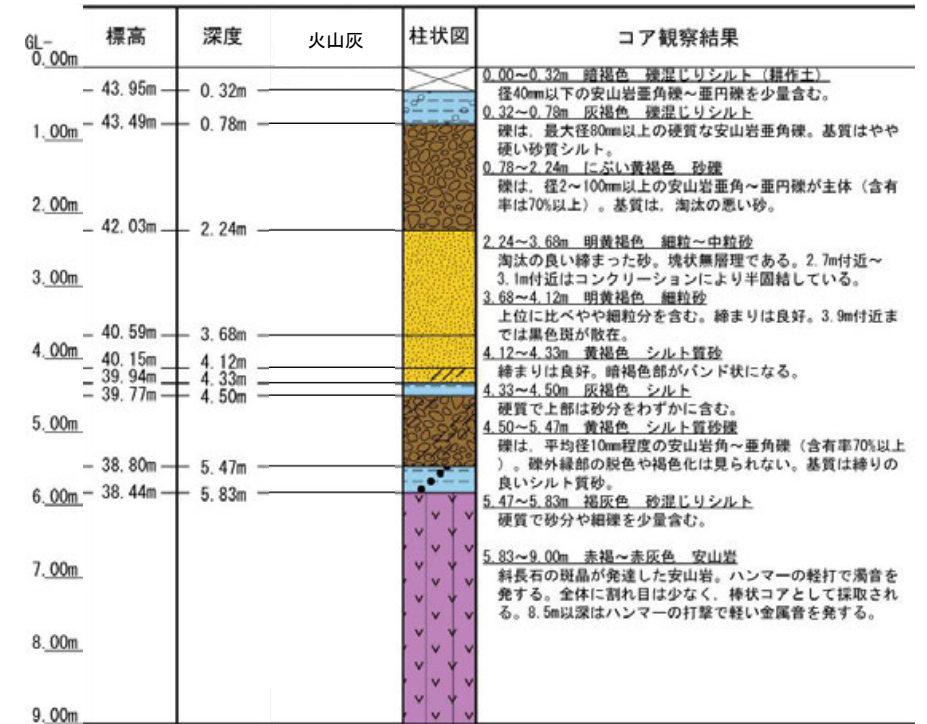 標高 深度 火山灰 柱状図 コア観察結果
GL-
0.00m
0.00～0.32m 暗褐色 礫混じりシルト（耕作土）
43.95m 0.32m 径40mm以下の安山岩亜角礫～亜円礫を少量含む。
0.32～0.78m 灰褐色 礫混じりシルト
43.49m 0.78m 礫は，最大径80mm以上の硬質な安山岩亜角礫。基質はやや
1.00m 硬い砂質シルト。
0.78～2.24m にぶい黄褐色 砂礫
礫は，径2～100mm以上の安山岩亜角～亜円礫が主体（含有
2.00m 率は70%以上）。基質は，淘汰の悪い砂。
42.03m 2.24m
2.24～3.68m 明黄褐色 細粒～中粒砂
淘汰の良い締まった砂。塊状無層理である。2.7m付近～
3.00m 3.1m付近はコンクリーションにより半固結している。
3.68～4.12m 明黄褐色 細粒砂
上位に比べやや細粒分を含む。締まりは良好。3.9m付近ま
40.59m 3.68m では黒色斑が散在。
4.00m 4.12～4.33m 黄褐色 シルト質砂
40.15m 4.12m 締まりは良好。暗褐色部がバンド状になる。
39.94m 4.33m 4.33～4.50m 灰褐色 シルト
39.77m 4.50m 硬質で上部は砂分をわずかに含む。
5.00m 4.50～5.47m 黄褐色 シルト質砂礫
礫は，平均径10mm程度の安山岩角～亜角礫（含有率70%以上
38.80m 5.47m ）。礫外縁部の脱色や褐色化は見られない。基質は締りの
良いシルト質砂。
6.00m 38.44m 5.83m 5.47～5.83m 褐灰色 砂混じりシルト
硬質で砂分や細礫を少量含む。
5.83～9.00m 赤褐～赤灰色 安山岩
7.00m 斜長石の斑晶が発達した安山岩。ハンマーの軽打で濁音を
発する。全体に割れ目は少なく，棒状コアとして採取され
る。8.5m以深はハンマーの打撃で軽い金属音を発する。
8.00m
9.00m